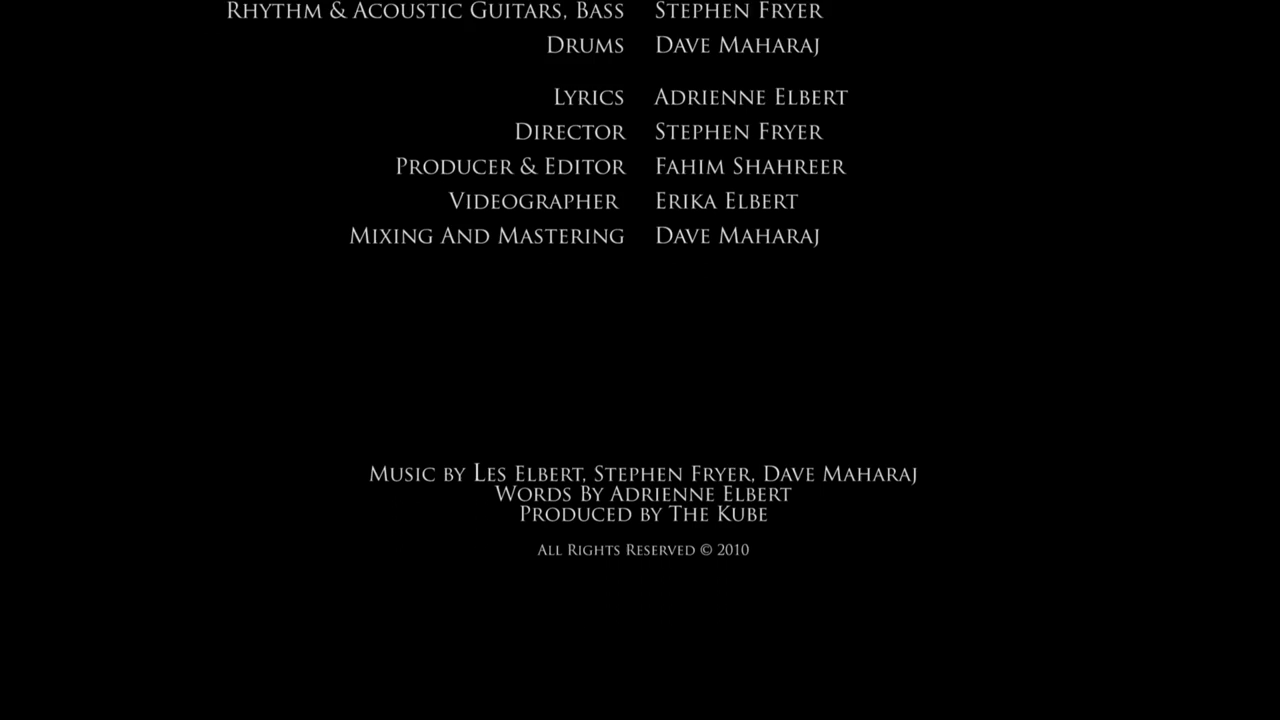 Rhythm & Acoustic Guitars, Bass Stephen Fryer
Drums Dave Maharaj
Lyrics Adrienne Elbert
Director Stephen Fryer
Producer & Editor Fahim Shahreer
Videographer Erika Elbert
Mixing And Mastering Dave Maharaj
Music by Les Elbert, Stephen Fryer, Dave Maharaj
Words By Adrienne Elbert
Produced by The Kube
All Rights Reserved © 2010